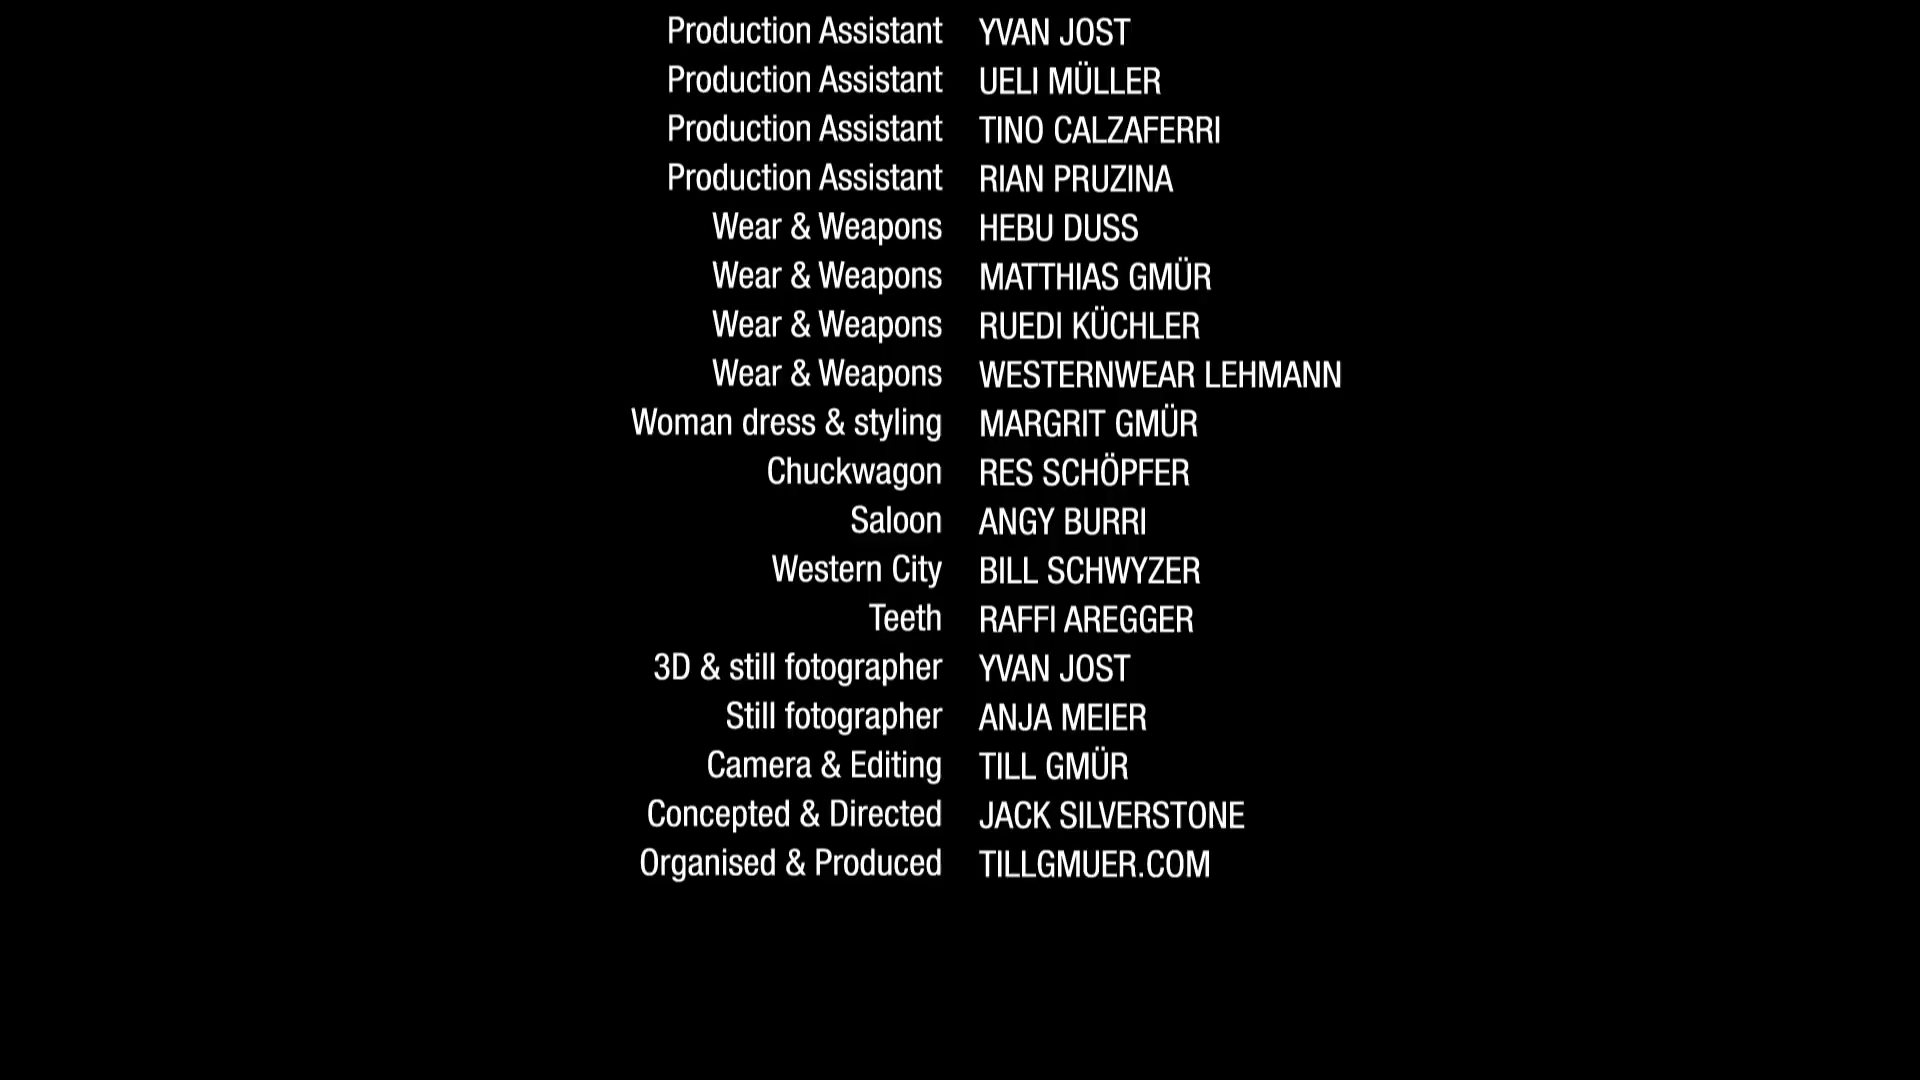 Production Assistant YVAN JOST
Production Assistant UELI MÜLLER
Production Assistant TINO CALZAFERRI
Production Assistant RIAN PRUZINA
Wear & Weapons HEBU DUSS
Wear & Weapons MATTHIAS GMÜR
Wear & Weapons RUEDI KÜCHLER
Wear & Weapons WESTERNWEAR LEHMANN
Woman dress & styling MARGRIT GMÜR
Chuckwagon RES SCHÖPFER
Saloon ANGY BURRI
Western City BILL SCHWYZER
Teeth RAFFI AREGGER
3D & still fotographer YVAN JOST
Still fotographer ANJA MEIER
Camera & Editing TILL GMÜR
Concepted & Directed JACK SILVERSTONE
Organised & Produced TILLGMUER.COM